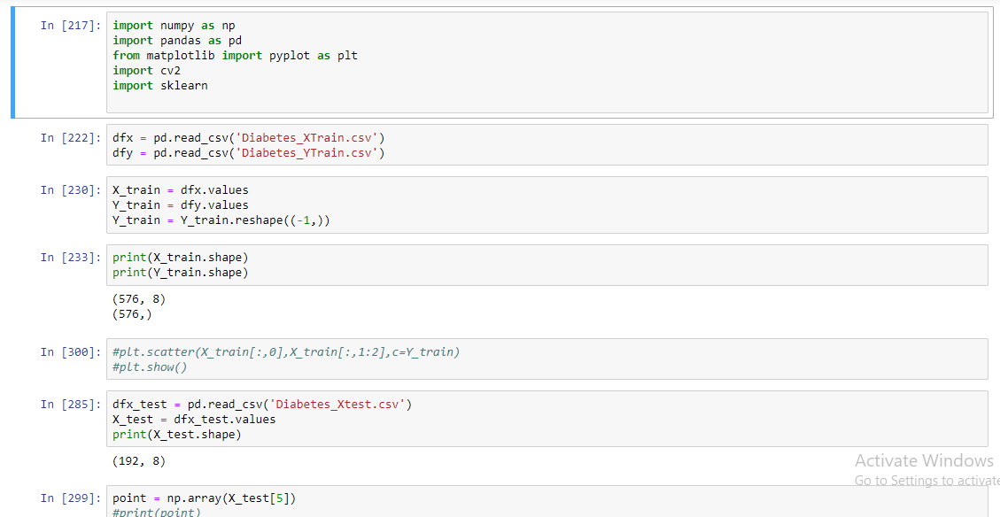 In [217]: import numpy as np
import pandas as pd
from matplotlib import pyplot as plt
import cv2
import sklearn
In [222]: dfx = pd.read_csv('Diabetes_XTrain.csv')
dfy = pd.read_csv('Diabetes_YTrain.csv')
In [230]: X_train = dfx.values
Y_train = dfy.values
Y_train = Y_train.reshape((-1,))
In [233]: print(X_train.shape)
print(Y_train.shape)
(576, 8)
(576,)
In [300]: #plt.scatter(X_train[:,0],X_train[:,1:2],c=Y_train)
#plt.show()
In [285]: dfx_test = pd.read_csv('Diabetes_Xtest.csv')
X_test = dfx_test.values
print(X_test.shape)
(192, 8)
In [299]: point = np.array(X_test[5])
#print(point)
Activate Windows
Go to Settings to activate